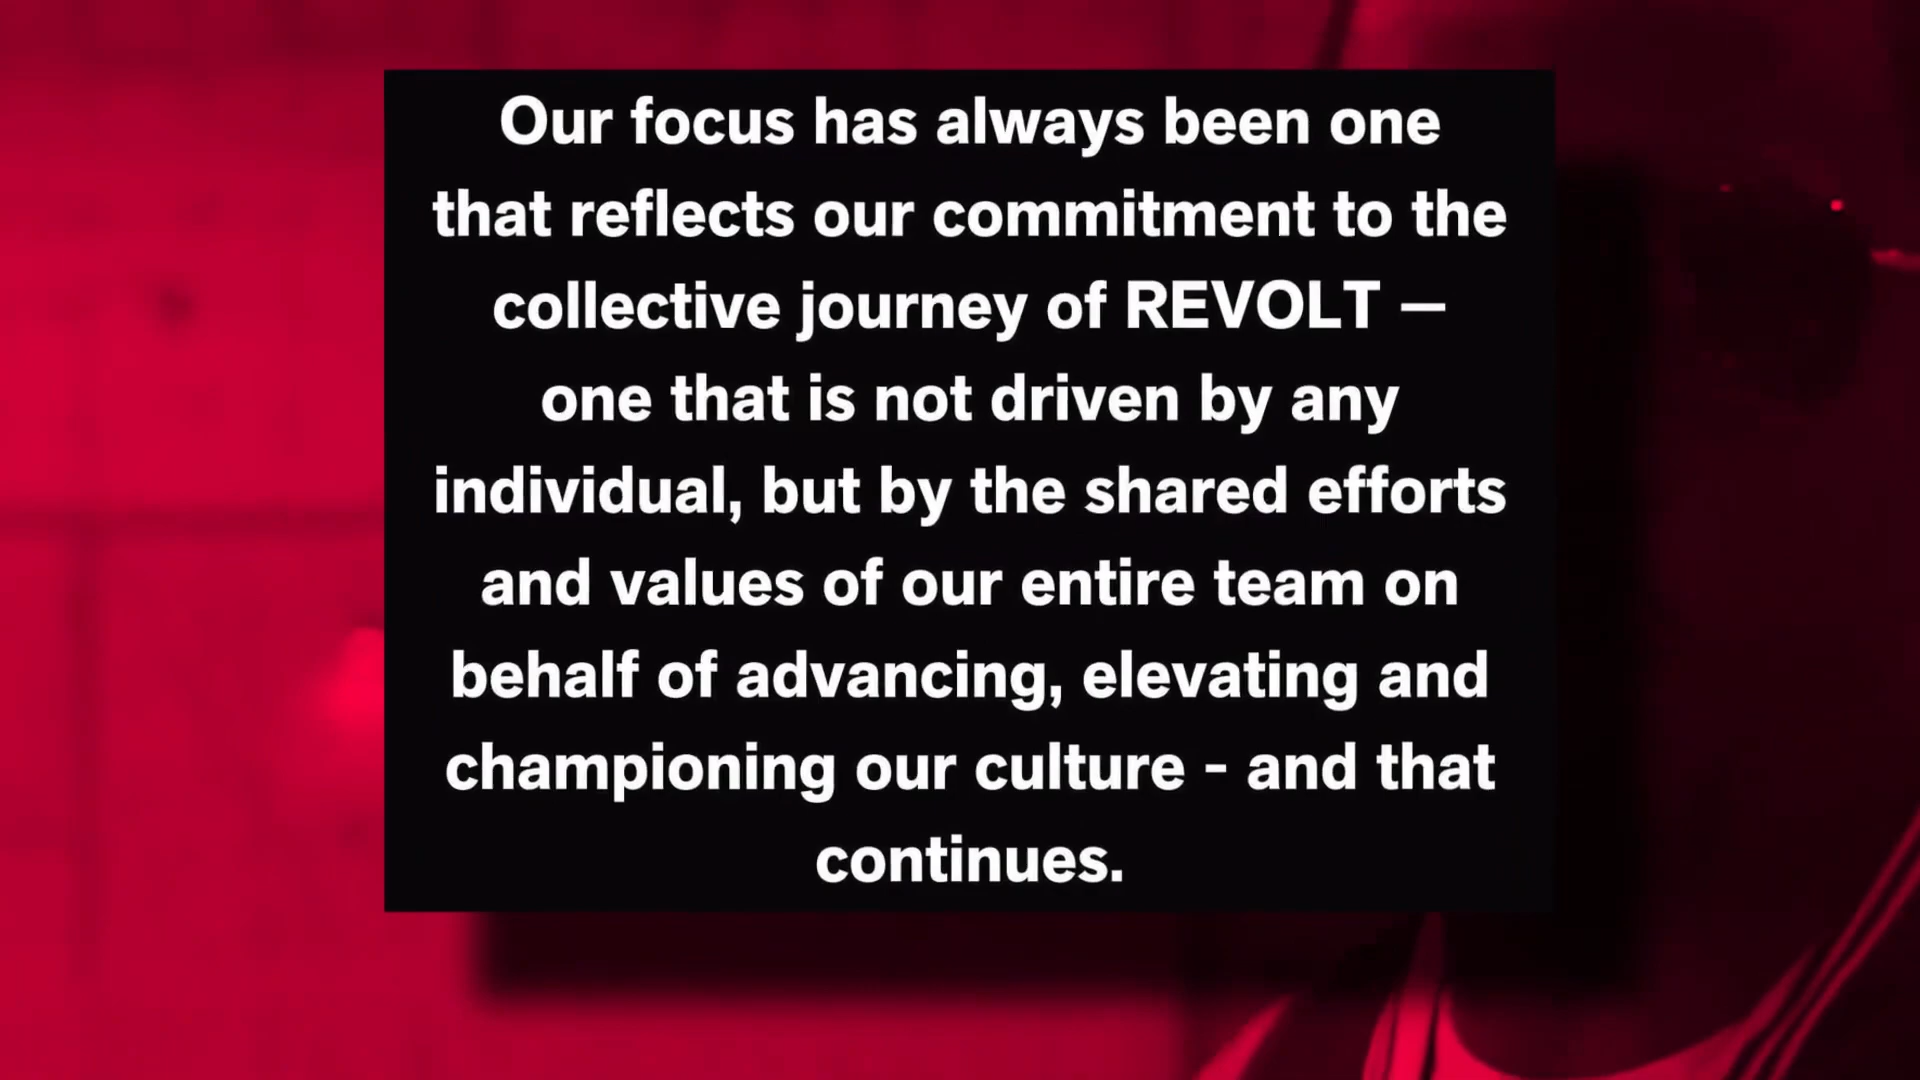 Our focus has always been one
that reflects our commitment to the
collective journey of REVOLT —
one that is not driven by any
individual, but by the shared efforts
and values of our entire team on
behalf of advancing, elevating and
championing our culture - and that
continues.